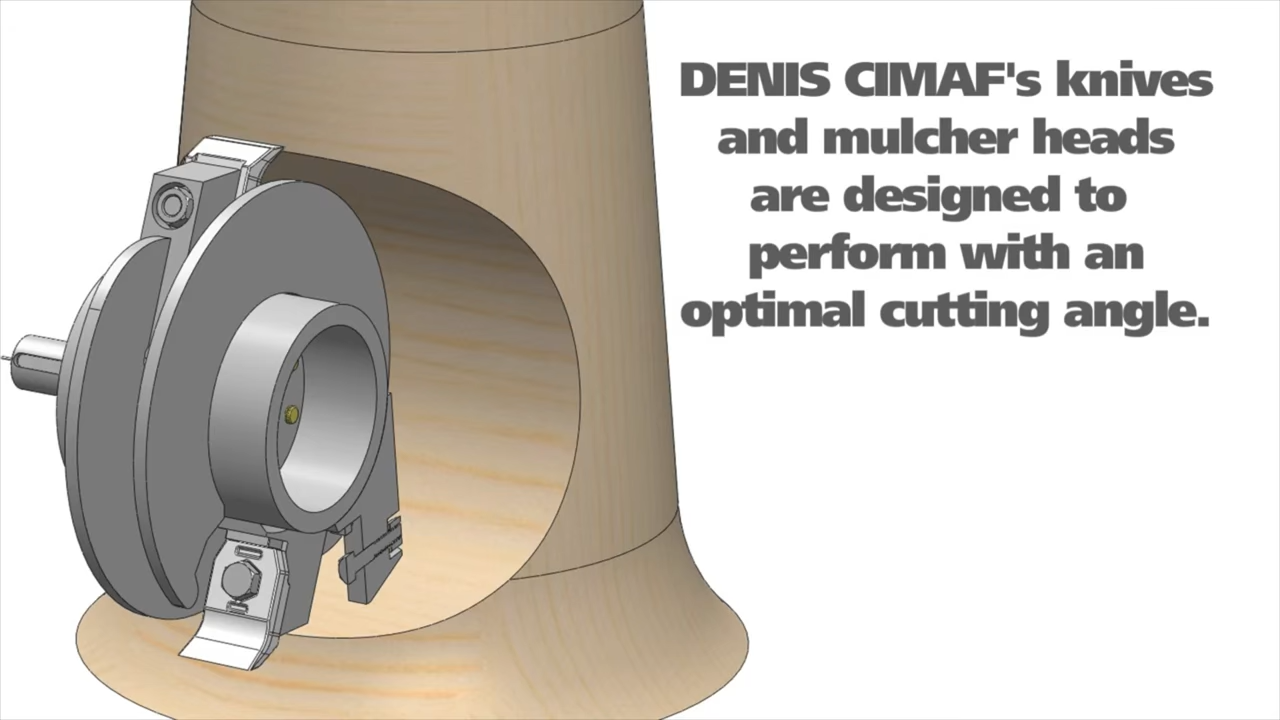 DENIS CIMAF's knives
and mulcher heads
are designed to
perform with an
optimal cutting angle.